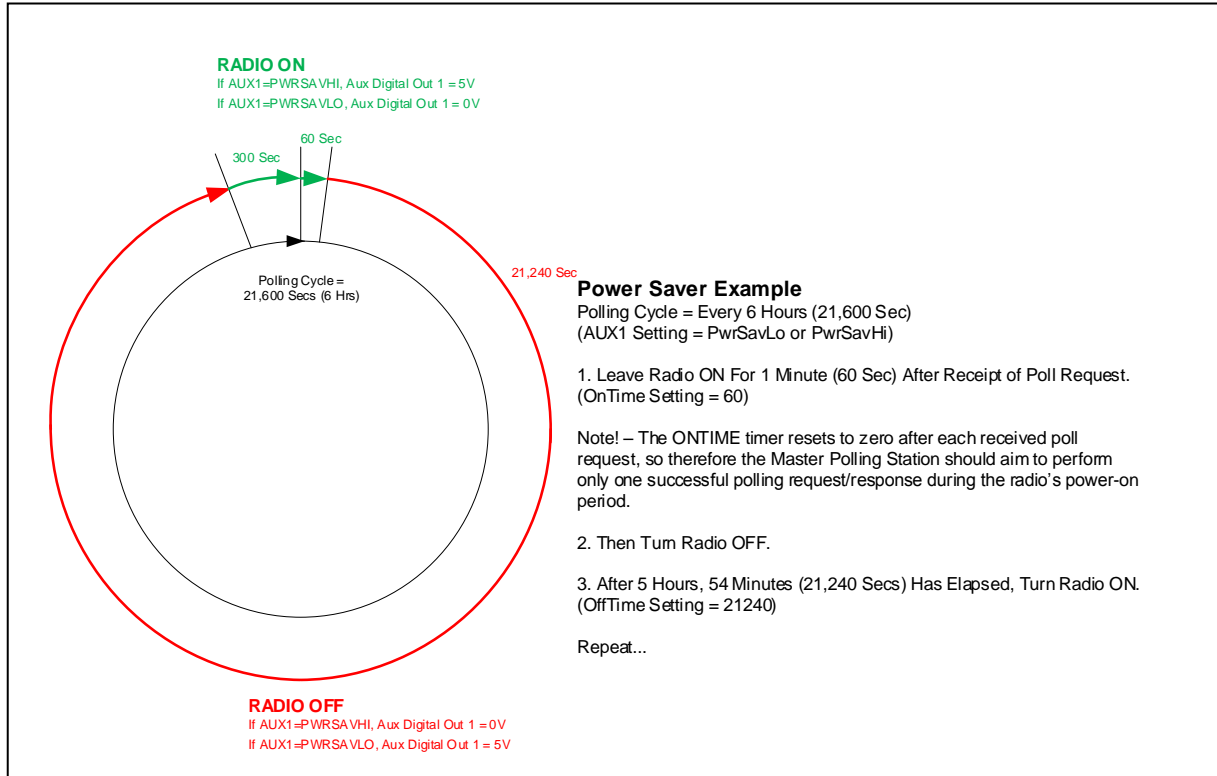 RADIO ON
If AUX1=PWRSAVHI, Aux Digital Out 1 = 5V
If AUX1=PWRSAVLO, Aux Digital Out 1 = 0V
60 Sec
300 Sec
21,240 Sec
Polling Cycle =
21,600 Secs (6 Hrs)
Power Saver Example
Polling Cycle = Every 6 Hours (21,600 Sec)
(AUX1 Setting = PwrSavLo or PwrSavHi)
1. Leave Radio ON For 1 Minute (60 Sec) After Receipt of Poll Request.
(OnTime Setting = 60)
Note! – The ONTIME timer resets to zero after each received poll
request, so therefore the Master Polling Station should aim to perform
only one successful polling request/response during the radio's power-on
period.
2. Then Turn Radio OFF.
3. After 5 Hours, 54 Minutes (21,240 Secs) Has Elapsed, Turn Radio ON.
(OffTime Setting = 21240)
Repeat...
RADIO OFF
If AUX1=PWRSAVHI, Aux Digital Out 1 = 0V
If AUX1=PWRSAVLO, Aux Digital Out 1 = 5V